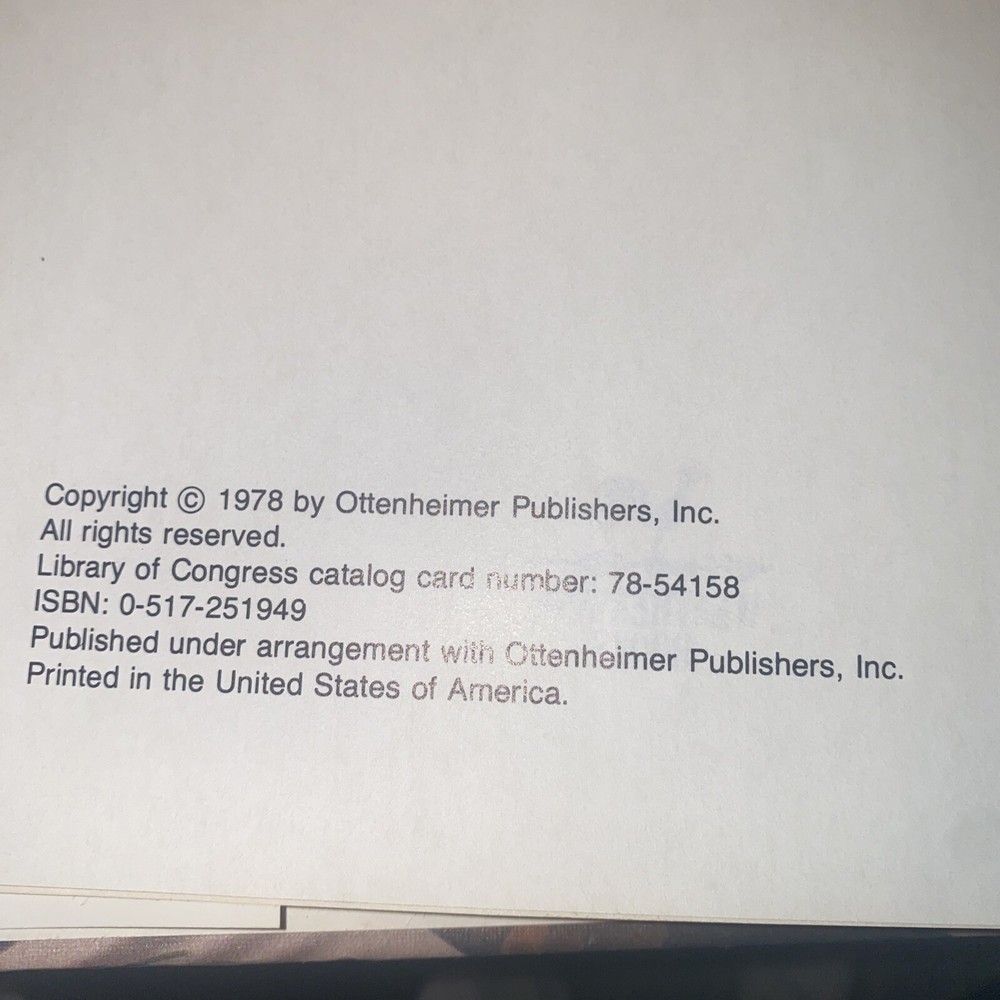 Copyright © 1978 by Ottenheimer Publishers, Inc.
All rights reserved.
Library of Congress catalog card number: 78-54158
ISBN: 0-517-251949
Published under arrangement with Ottenheimer Publishers, Inc.
Printed in the United States of America.